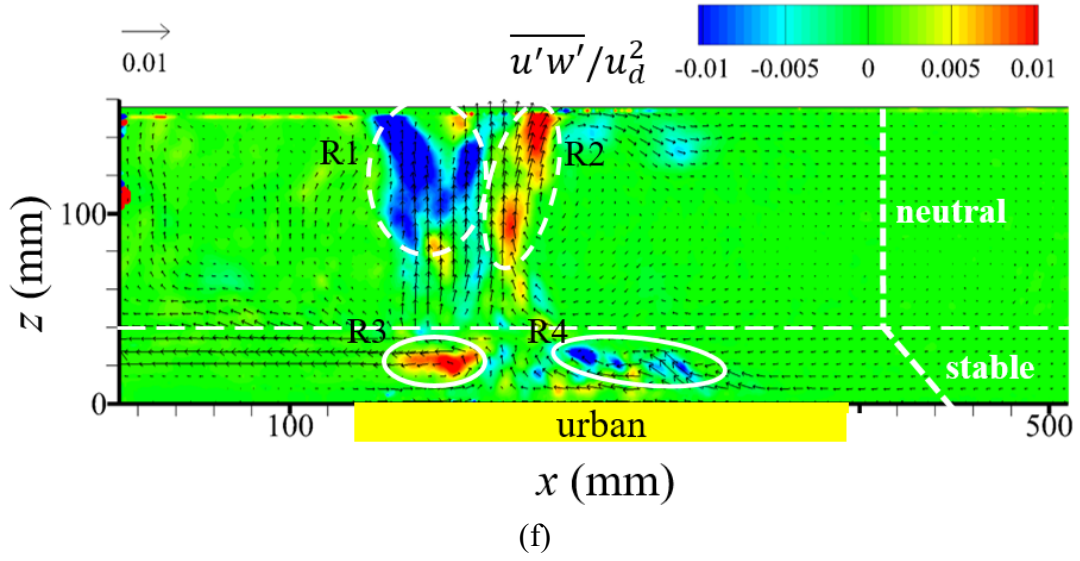 0.01
u'w'/u_d^2
-0.01 -0.005 0 0.005 0.01
R1
R2
100
neutral
z (mm)
R3
R4
stable
0
100
urban
500
x (mm)
(f)